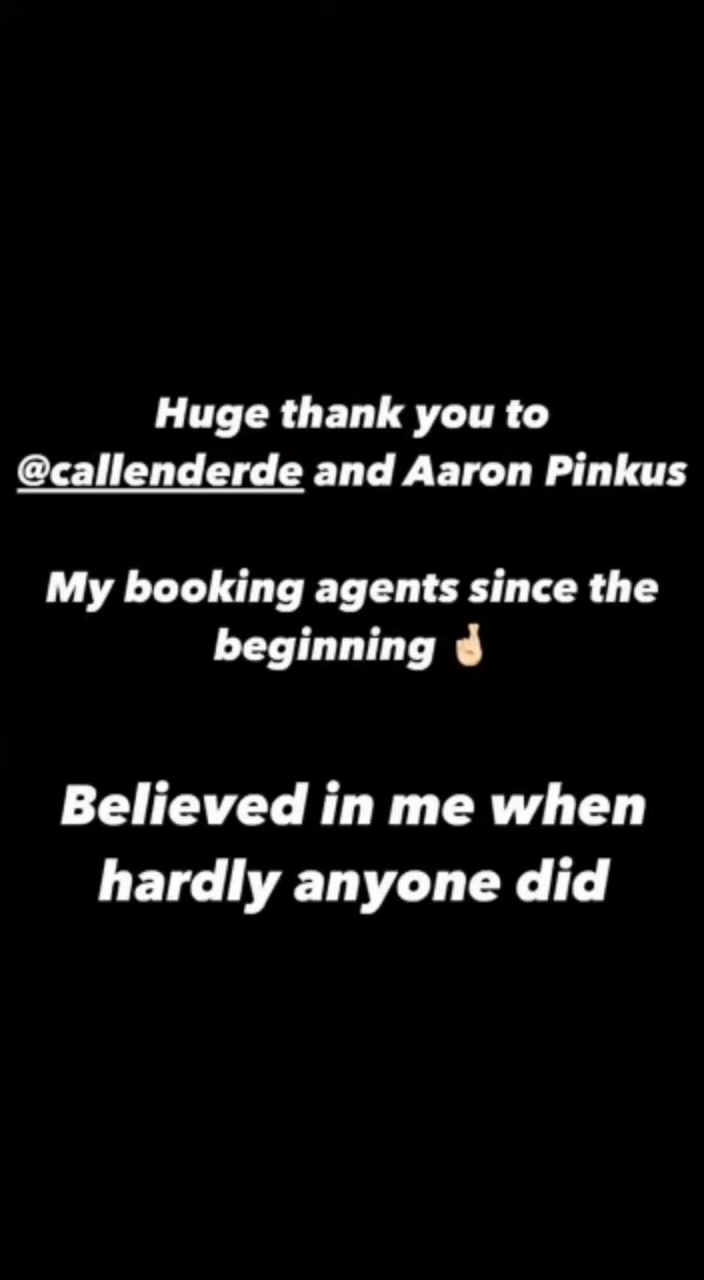 Huge thank you to
@callenderde and Aaron Pinkus
My booking agents since the
beginning 🤞🏻
Believed in me when
hardly anyone did